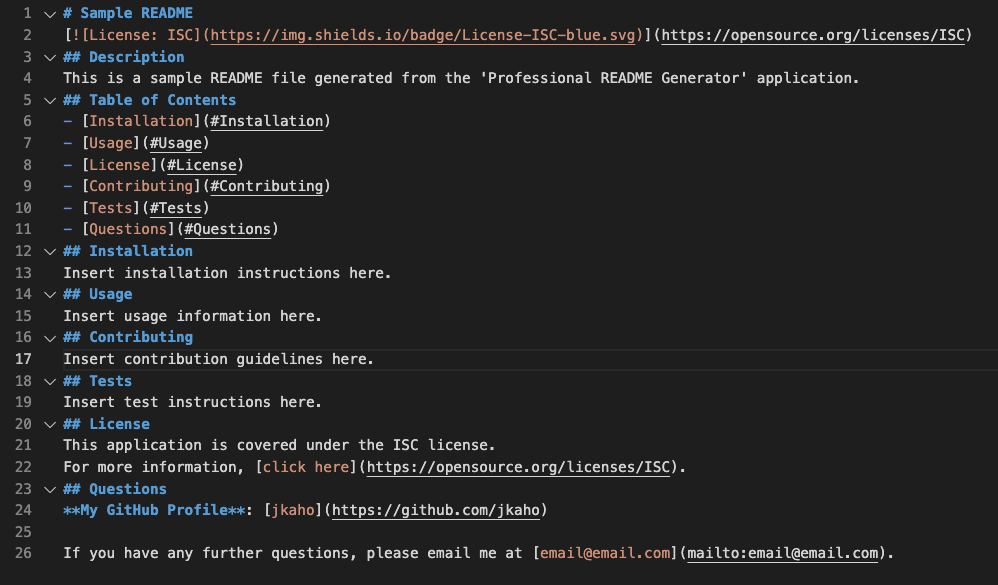 1 # Sample README
2 [![License: ISC](https://img.shields.io/badge/License-ISC-blue.svg)](https://opensource.org/licenses/ISC)
3 ## Description
4 This is a sample README file generated from the 'Professional README Generator' application.
5 ## Table of Contents
6 - [Installation](#Installation)
7 - [Usage](#Usage)
8 - [License](#License)
9 - [Contributing](#Contributing)
10 - [Tests](#Tests)
11 - [Questions](#Questions)
12 ## Installation
13 Insert installation instructions here.
14 ## Usage
15 Insert usage information here.
16 ## Contributing
17 Insert contribution guidelines here.
18 ## Tests
19 Insert test instructions here.
20 ## License
21 This application is covered under the ISC license.
22 For more information, [click here](https://opensource.org/licenses/ISC).
23 ## Questions
24 **My GitHub Profile**: [jkaho](https://github.com/jkaho)
25
26 If you have any further questions, please email me at [email@email.com](mailto:email@email.com).